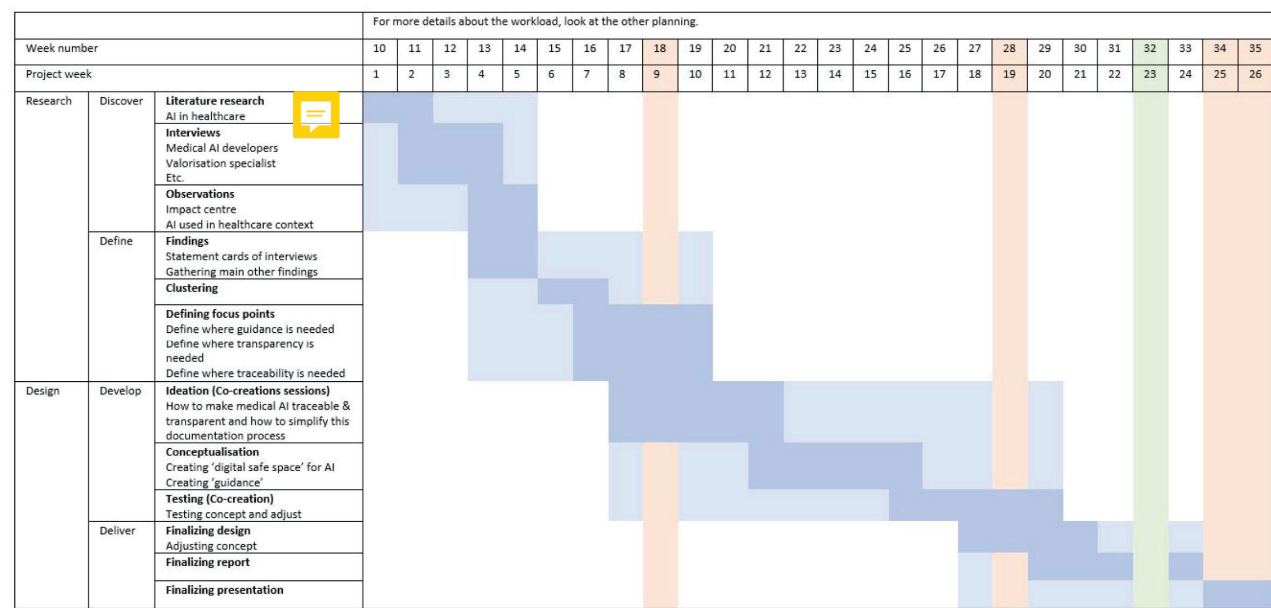 For more details about the workload, look at the other planning.
Week number 10 11 12 13 14 15 16 17 18 19 20 21 22 23 24 25 26 27 28 29 30 31 32 33 34 35
Project week 1 2 3 4 5 6 7 8 9 10 11 12 13 14 15 16 17 18 19 20 21 22 23 24 25 26
Research Discover Literature research
AI in healthcare
Interviews
Medical AI developers
Valorisation specialist
Etc.
Observations
Impact centre
AI used in healthcare context
Define Findings
Statement cards of interviews
Gathering main other findings
Clustering
Defining focus points
Define where guidance is needed
Define where transparency is
needed
Define where traceability is needed
Design Develop Ideation (Co-creations sessions)
How to make medical AI traceable &
transparent and how to simplify this
documentation process
Conceptualisation
Creating ‘digital safe space’ for AI
Creating ‘guidance’
Testing (Co-creation)
Testing concept and adjust
Deliver Finalizing design
Adjusting concept
Finalizing report
Finalizing presentation